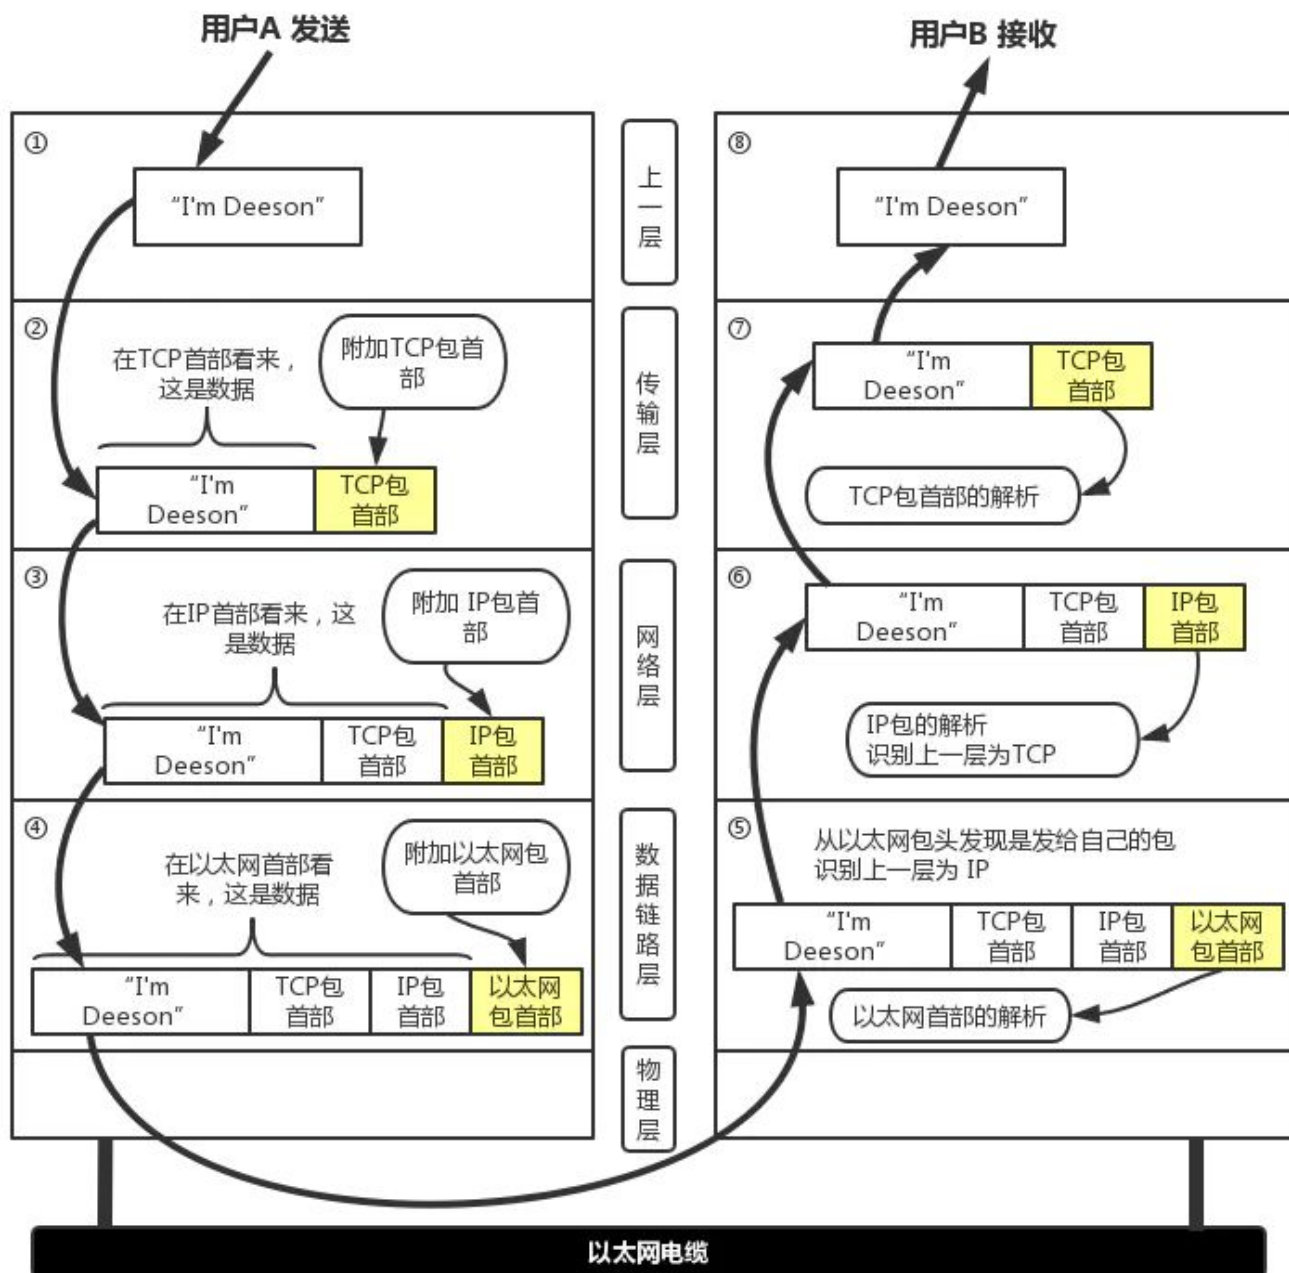 用户A 发送
①
“I'm Deeson”
②
在TCP首部看来，
这是数据
附加TCP包首
部
“I'm
Deeson”
TCP包
首部
③
在IP首部看来，这
是数据
附加 IP包首
部
“I'm
Deeson”
TCP包
首部
IP包
首部
④
在以太网首部看
来，这是数据
附加以太网包
首部
“I'm
Deeson”
TCP包
首部
IP包
首部
以太网
包首部
上一层
传输层
网络层
数据链路层
物理层
用户B 接收
⑧
“I'm Deeson”
⑦
“I'm
Deeson”
TCP包
首部
TCP包首部的解析
⑥
“I'm
Deeson”
TCP包
首部
IP包
首部
IP包的解析
识别上一层为TCP
⑤
从以太网包头发现是发给自己的包
识别上一层为 IP
“I'm
Deeson”
TCP包
首部
IP包
首部
以太网
包首部
以太网首部的解析
以太网电缆